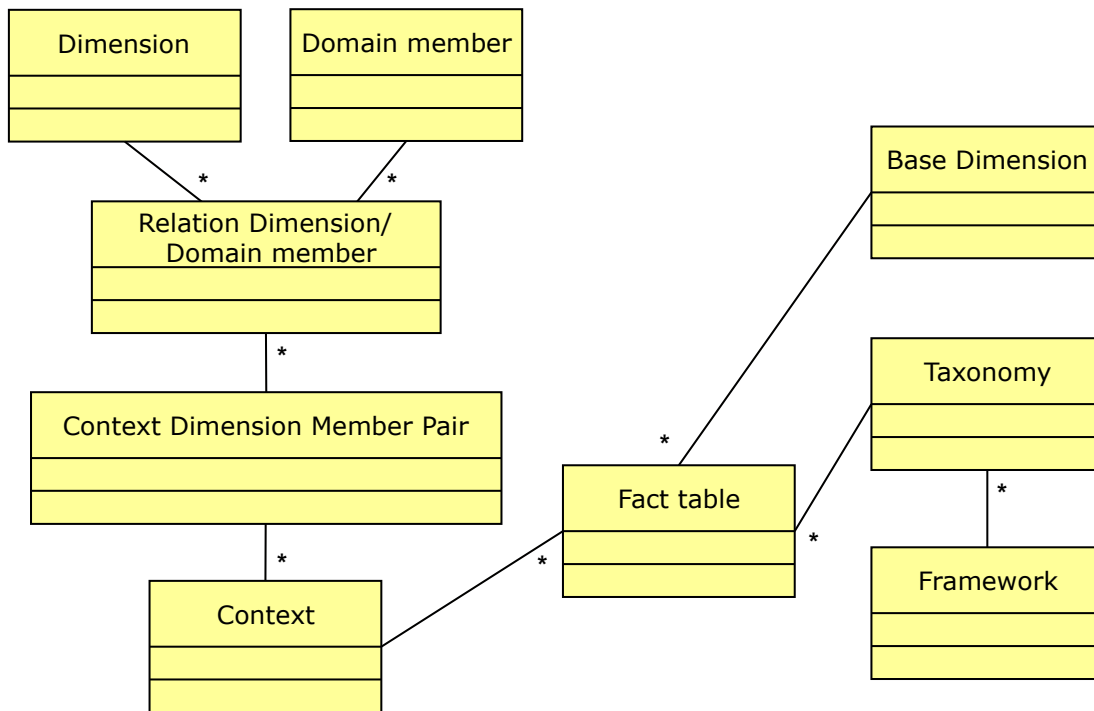 Dimension
Domain member
*
*
Base Dimension
Relation Dimension/
Domain member
*
Taxonomy
Context Dimension Member Pair
*
Fact table
*
*
*
*
Framework
Context